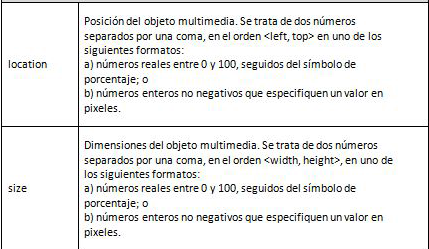 location
Posición del objeto multimedia. Se trata de dos números
separados por una coma, en el orden <left, top> en uno de los
siguientes formatos:
a) números reales entre 0 y 100, seguidos del símbolo de
porcentaje; o
b) números enteros no negativos que especifiquen un valor en
pixeles.
size
Dimensiones del objeto multimedia. Se trata de dos números
separados por una coma, en el orden <width, height>, en uno de
los siguientes formatos:
a) números reales entre 0 y 100, seguidos del símbolo de
porcentaje; o
b) números enteros no negativos que especifiquen un valor en
pixeles.